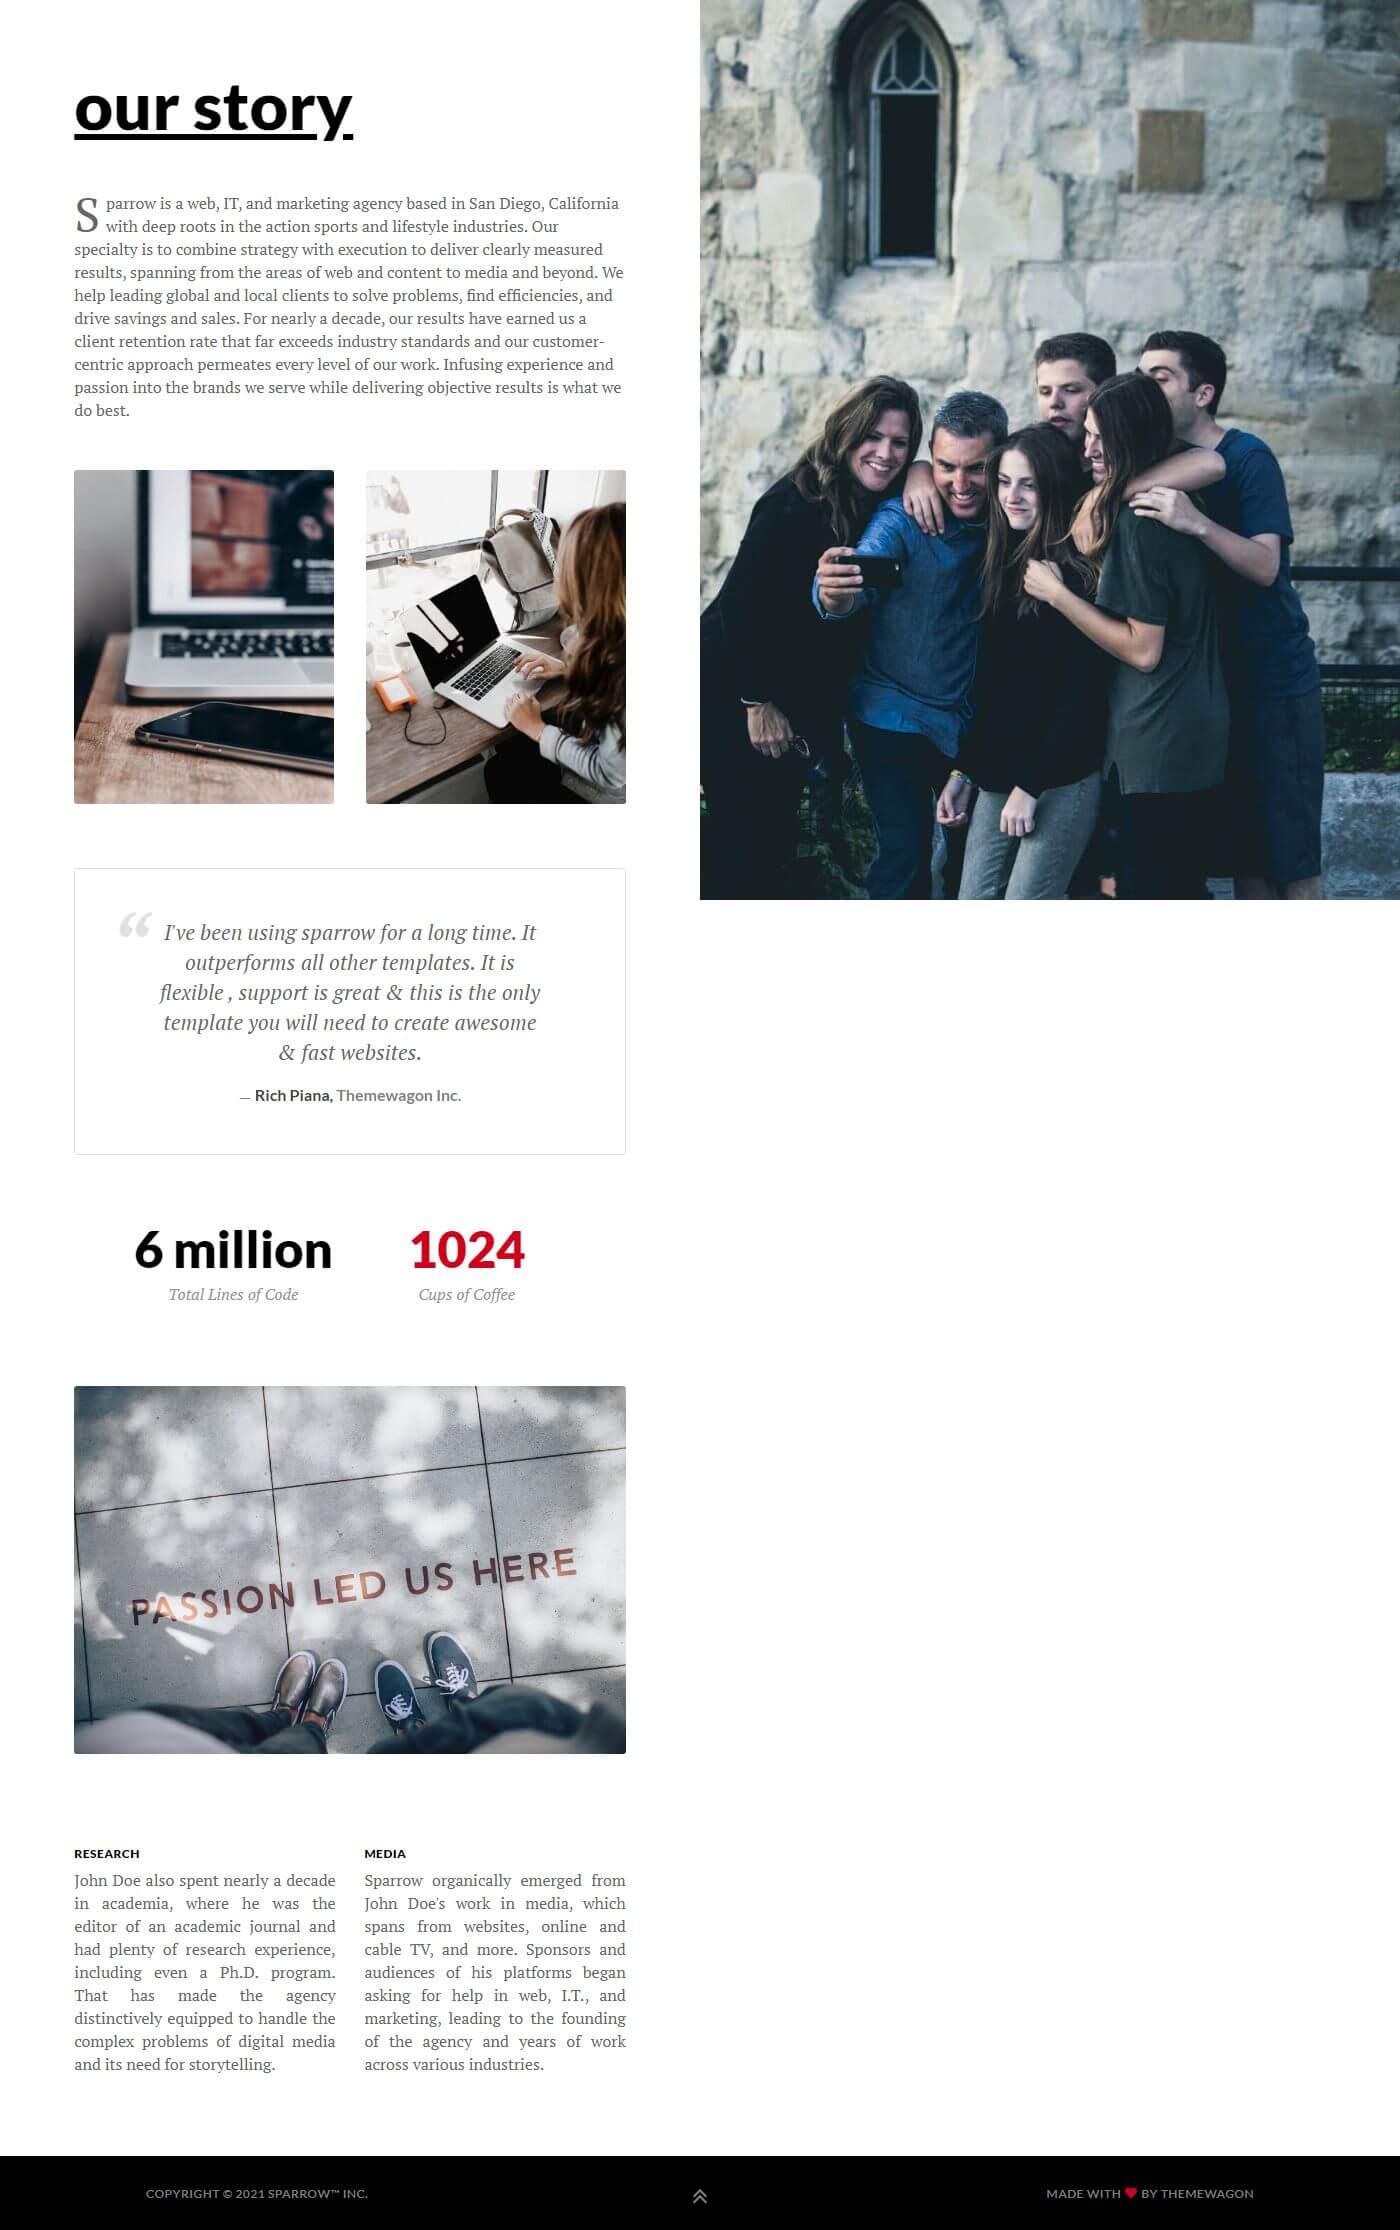 our story
Sparrow is a web, IT, and marketing agency based in San Diego, California
with deep roots in the action sports and lifestyle industries. Our
specialty is to combine strategy with execution to deliver clearly measured
results, spanning from the areas of web and content to media and beyond. We
help leading global and local clients to solve problems, find efficiencies, and
drive savings and sales. For nearly a decade, our results have earned us a
client retention rate that far exceeds industry standards and our customer-
centric approach permeates every level of our work. Infusing experience and
passion into the brands we serve while delivering objective results is what we
do best.
“ I've been using sparrow for a long time. It
outperforms all other templates. It is
flexible , support is great & this is the only
template you will need to create awesome
& fast websites.
— Rich Piana, Themewagon Inc.
6 million
Total Lines of Code
1024
Cups of Coffee
PASSION LED US HERE
RESEARCH
John Doe also spent nearly a decade
in academia, where he was the
editor of an academic journal and
had plenty of research experience,
including even a Ph.D. program.
That has made the agency
distinctively equipped to handle the
complex problems of digital media
and its need for storytelling.
MEDIA
Sparrow organically emerged from
John Doe's work in media, which
spans from websites, online and
cable TV, and more. Sponsors and
audiences of his platforms began
asking for help in web, I.T., and
marketing, leading to the founding
of the agency and years of work
across various industries.
COPYRIGHT © 2021 SPARROW™ INC.
MADE WITH ❤ BY THEMEWAGON